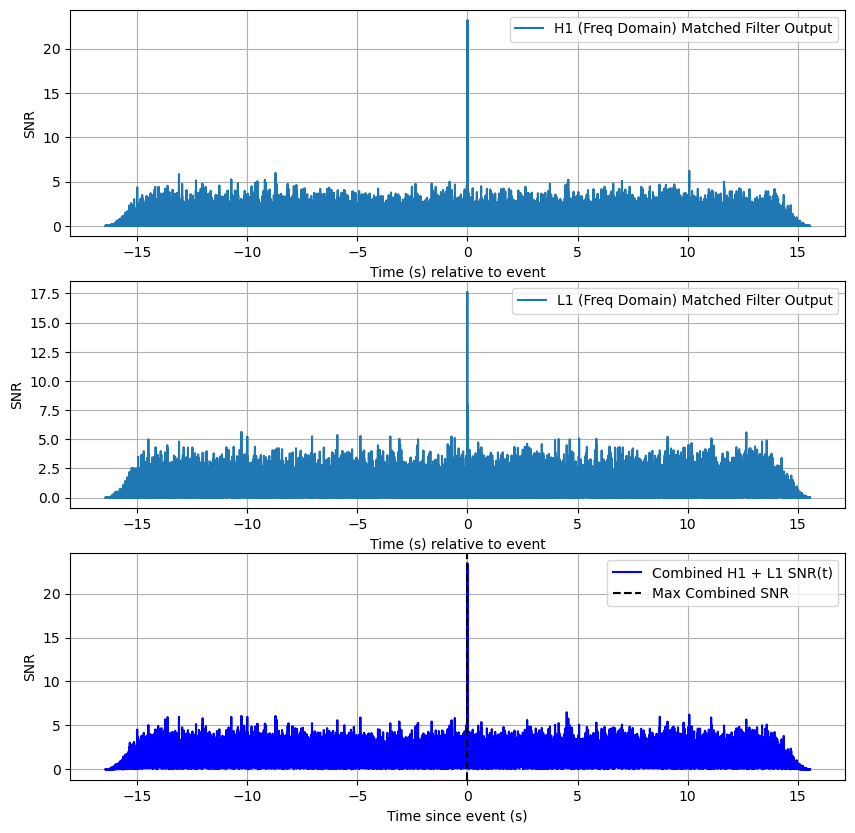 H1 (Freq Domain) Matched Filter Output
20
15
10
5
0
SNR
−15 −10 −5 0 5 10 15
Time (s) relative to event
L1 (Freq Domain) Matched Filter Output
17.5
15.0
12.5
10.0
7.5
5.0
2.5
0.0
SNR
−15 −10 −5 0 5 10 15
Time (s) relative to event
Combined H1 + L1 SNR(t)
Max Combined SNR
20
15
10
5
0
SNR
−15 −10 −5 0 5 10 15
Time since event (s)